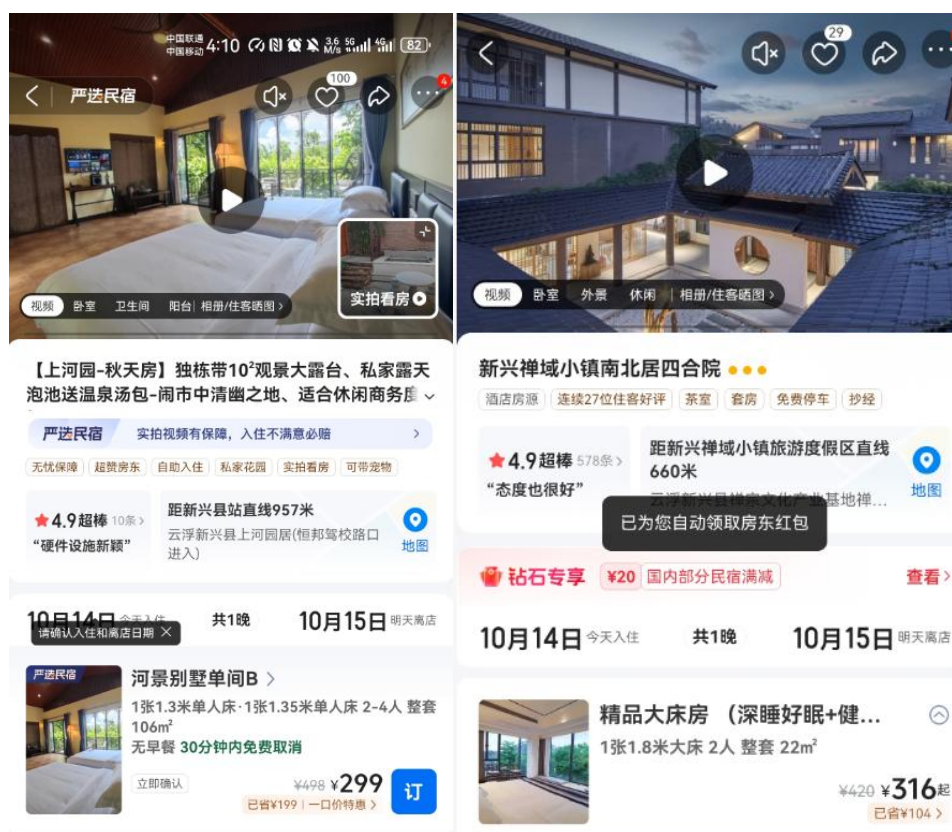 中国联通
中国移动 4:10 3.6 M/s 5G 4G 82
严选民宿
100
4
实拍看房
视频 卧室 卫生间 阳台 相册/住客晒图>
【上河园-秋天房】独栋带10²观景大露台、私家露天
泡池送温泉汤包-闹市中清幽之地、适合休闲商务度
严选民宿 实拍视频有保障，入住不满意必赔 >
无忧保障 超赞房东 自助入住 私家花园 实拍看房 可带宠物
4.9超棒 10条>
“硬件设施新颖”
距新兴县站直线957米
云浮新兴县上河园居(恒邦驾校路口
进入)
地图
10月14日 今天入住 共1晚 10月15日 明天离店
请确认入住和离店日期 ×
严选民宿
河景别墅单间B >
1张1.3米单人床·1张1.35米单人床 2-4人 整套
106m²
无早餐 30分钟内免费取消
立即确认
¥498 ¥299
已省¥199 | 一口价特惠 >
订
29
视频 卧室 外景 休闲 相册/住客晒图>
新兴禅域小镇南北居四合院
酒店房源 连续27位住客好评 茶室 套房 免费停车 抄经
4.9超棒 578条>
“态度也很好”
距新兴禅域小镇旅游度假区直线
660米
云浮新兴县禅宗文化产业基地禅...
地图
已为您自动领取房东红包
钻石专享 ¥20 国内部分民宿满减 查看>
10月14日 今天入住 共1晚 10月15日 明天离店
精品大床房 （深睡好眠+健...
1张1.8米大床 2人 整套 22m²
¥420 ¥316起
已省¥104 >